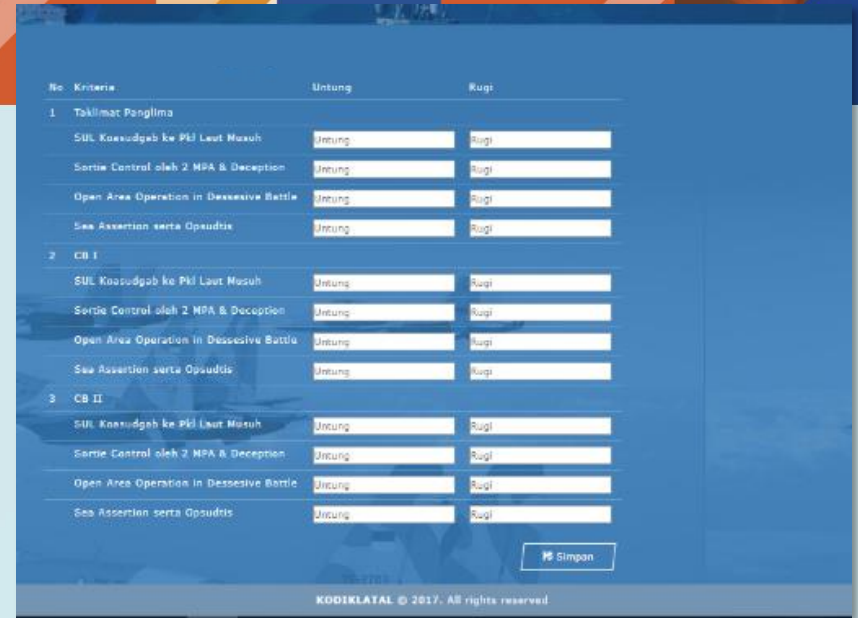 No Kriteria Untung Rugi
1 Taklimat Panglima
SUL Koasudgab ke Pkl Laut Musuh Untung Rugi
Sortie Control oleh 2 MPA & Deception Untung Rugi
Open Area Operation in Dessesive Battle Untung Rugi
Sea Assertion serta Opsudtis Untung Rugi
2 CB I
SUL Koasudgab ke Pkl Laut Musuh Untung Rugi
Sortie Control oleh 2 MPA & Deception Untung Rugi
Open Area Operation in Dessesive Battle Untung Rugi
Sea Assertion serta Opsudtis Untung Rugi
3 CB II
SUL Koasudgab ke Pkl Laut Musuh Untung Rugi
Sortie Control oleh 2 MPA & Deception Untung Rugi
Open Area Operation in Dessesive Battle Untung Rugi
Sea Assertion serta Opsudtis Untung Rugi
Simpan
KODIKLATAL © 2017. All rights reserved